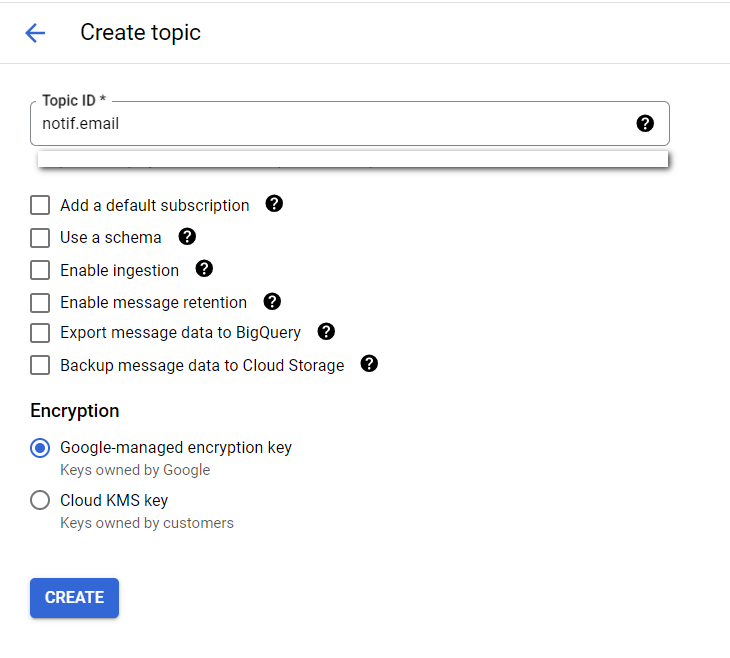 Create topic
Topic ID *
notif.email
Add a default subscription
Use a schema
Enable ingestion
Enable message retention
Export message data to BigQuery
Backup message data to Cloud Storage
Encryption
Google-managed encryption key
Keys owned by Google
Cloud KMS key
Keys owned by customers
CREATE